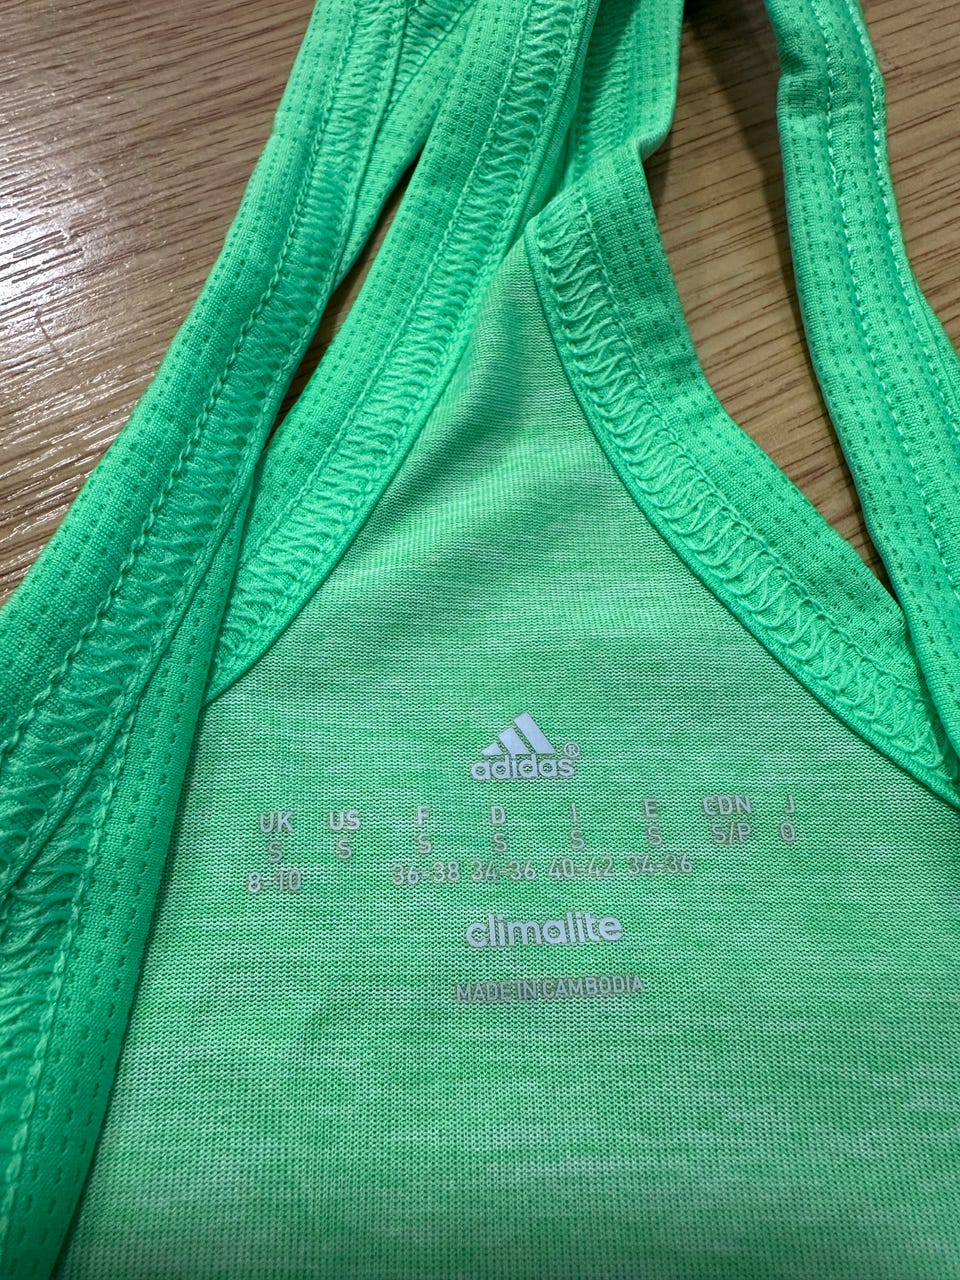 adidas®
UK US F D I E CDN J
S S S S S S S/P O
8-10 36-38 34-36 40-42 34-36
climalite
MADE IN CAMBODIA